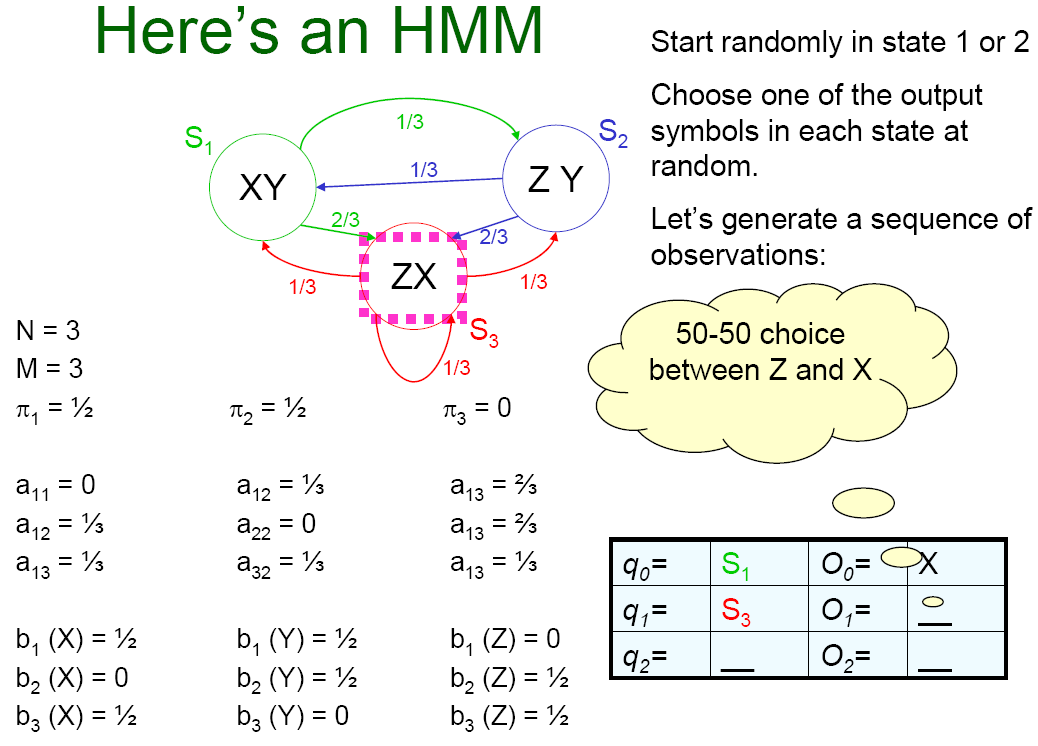 Here's an HMM
Start randomly in state 1 or 2
Choose one of the output
symbols in each state at
random.
Let's generate a sequence of
observations:
S1
1/3
S2
XY
1/3
Z Y
2/3
2/3
ZX
1/3
1/3
S3
1/3
50-50 choice
between Z and X
N = 3
M = 3
π1 = ½ π2 = ½ π3 = 0
a11 = 0 a12 = ⅓ a13 = ⅔
a12 = ⅓ a22 = 0 a13 = ⅔
a13 = ⅓ a32 = ⅓ a13 = ⅓
b1 (X) = ½ b1 (Y) = ½ b1 (Z) = 0
b2 (X) = 0 b2 (Y) = ½ b2 (Z) = ½
b3 (X) = ½ b3 (Y) = 0 b3 (Z) = ½
q0= S1 O0= X
q1= S3 O1= __
q2= __ O2= __